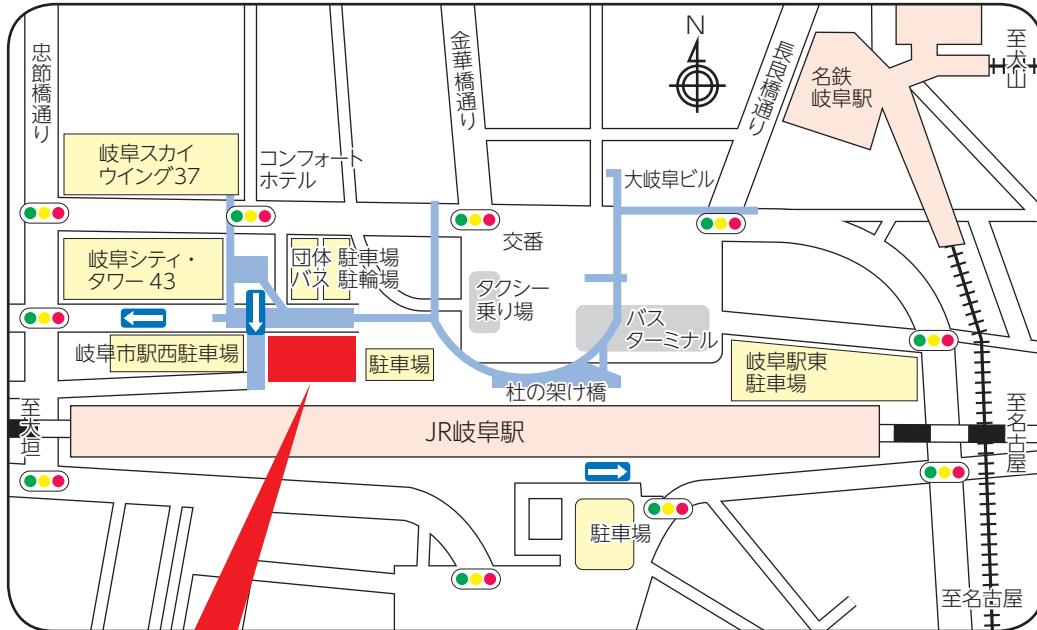 忠節橋通り
金華橋通り
N
長良橋通り
名鉄
岐阜駅
至犬山
岐阜スカイ
ウイング37
コンフォート
ホテル
大岐阜ビル
交番
岐阜シティ・
タワー 43
団体
バス
駐車場
駐輪場
タクシー
乗り場
バス
ターミナル
岐阜市駅西駐車場
駐車場
岐阜駅東
駐車場
杜の架け橋
至大垣
JR岐阜駅
至名古屋
駐車場
至名古屋